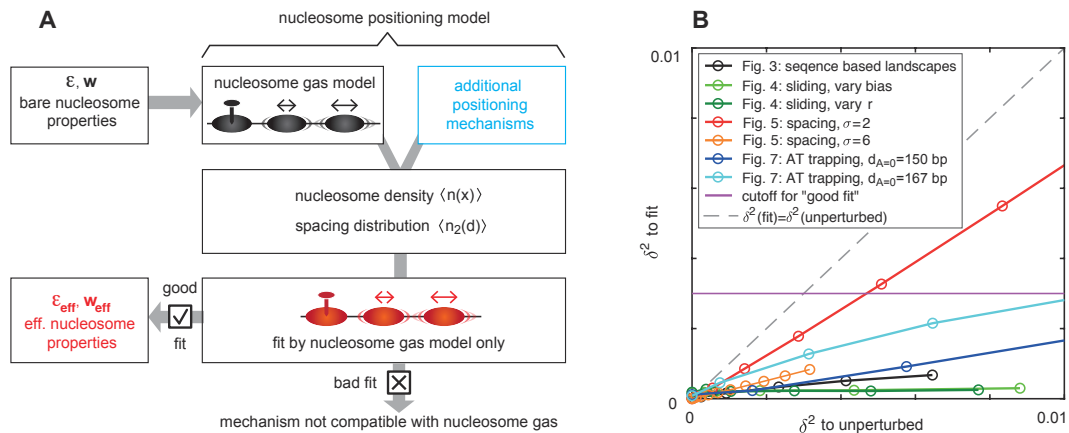 A
nucleosome positioning model
ε, w
bare nucleosome
properties
nucleosome gas model
additional
positioning
mechanisms
nucleosome density ⟨n(x)⟩
spacing distribution ⟨n₂(d)⟩
εeff, weff
eff. nucleosome
properties
good
fit
fit by nucleosome gas model only
bad fit
mechanism not compatible with nucleosome gas
B
0.01
Fig. 3: seqence based landscapes
Fig. 4: sliding, vary bias
Fig. 4: sliding, vary r
Fig. 5: spacing, σ=2
Fig. 5: spacing, σ=6
Fig. 7: AT trapping, d_A=0=150 bp
Fig. 7: AT trapping, d_A=0=167 bp
cutoff for "good fit"
δ²(fit)=δ²(unperturbed)
δ² to fit
0
0
0.01
δ² to unperturbed